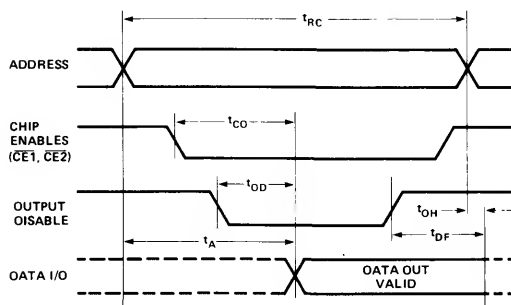 tRC
ADDRESS
tCO
CHIP
ENABLES
(CE1, CE2)
tOD
OUTPUT
OISABLE
tOH
tDF
tA
OATA I/O
OATA OUT
VALID